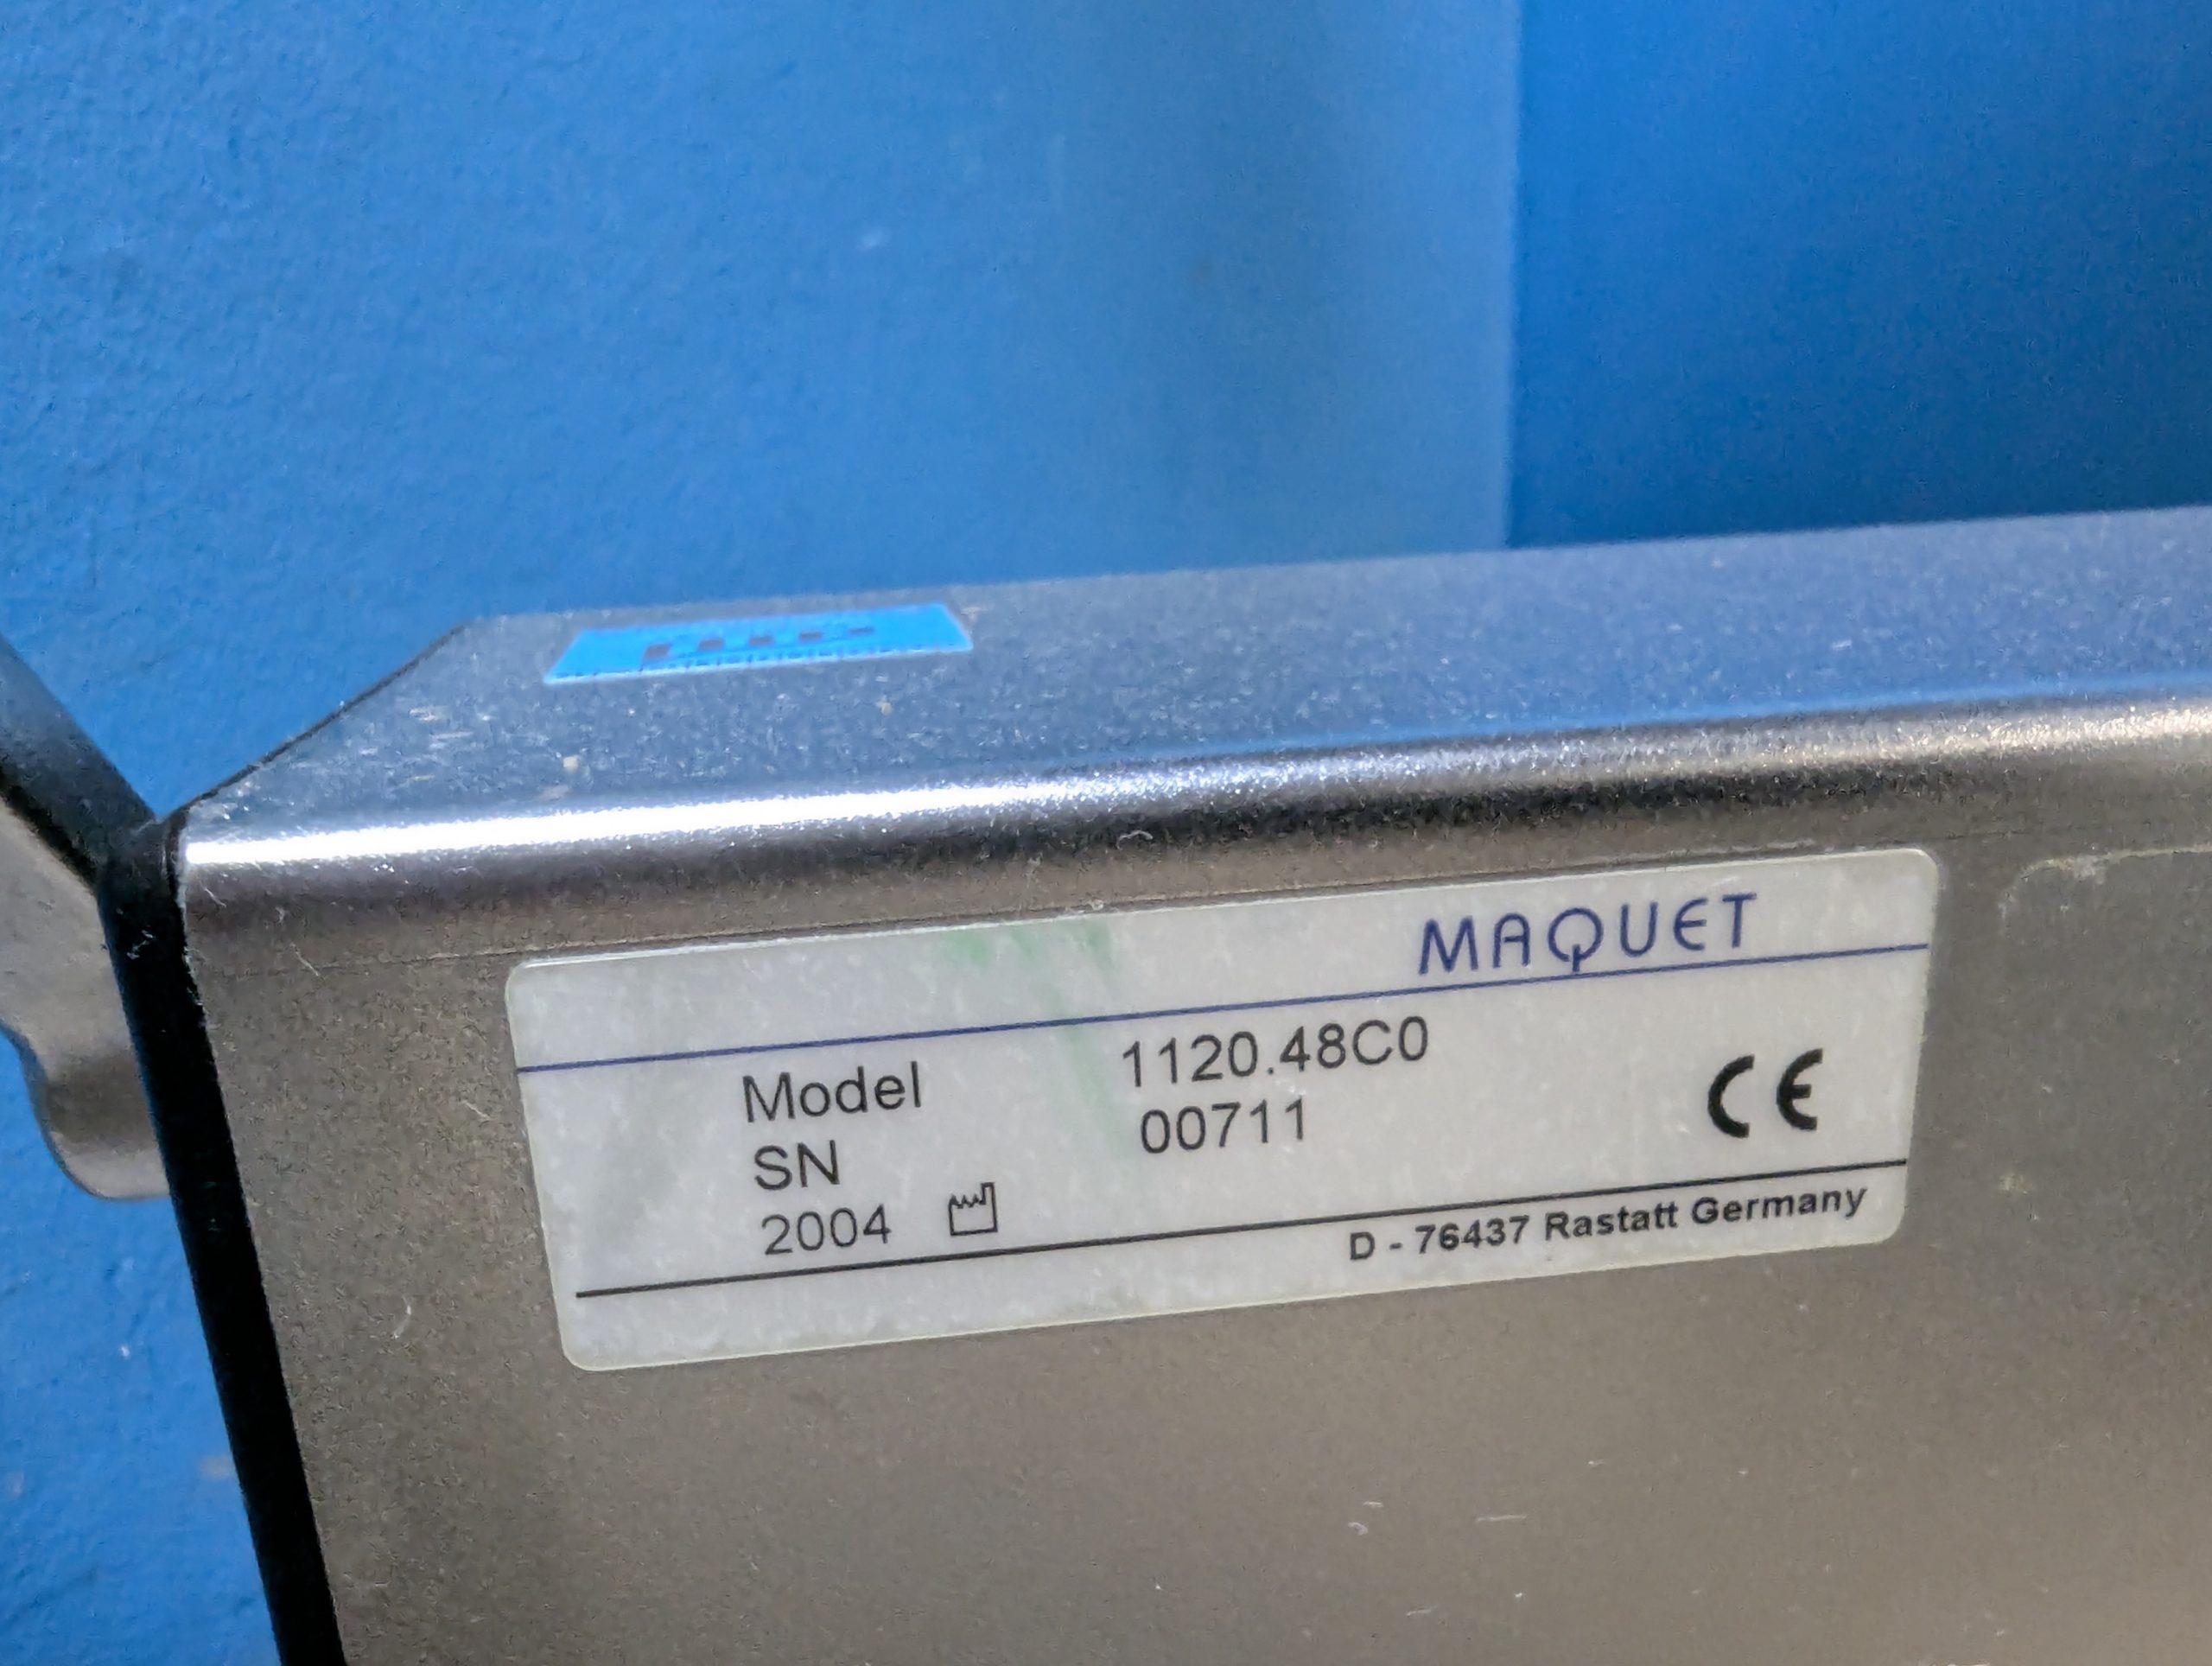 MAQUET
Model 1120.48C0
SN 00711
2004
D - 76437 Rastatt Germany
CE